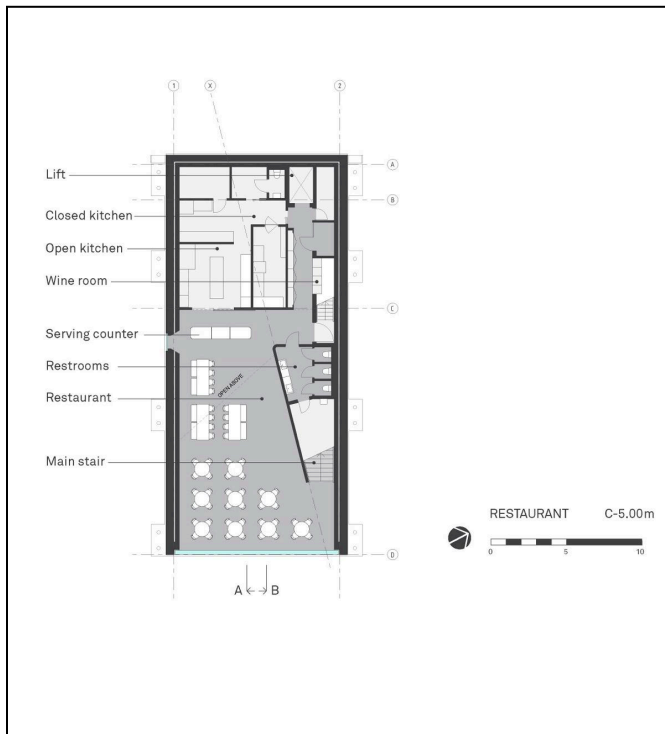 1
X
2
A
Lift
B
Closed kitchen
Open kitchen
Wine room
C
Serving counter
Restrooms
OPEN ABOVE
Restaurant
Main stair
RESTAURANT C-5.00m
0 5 10
D
A B